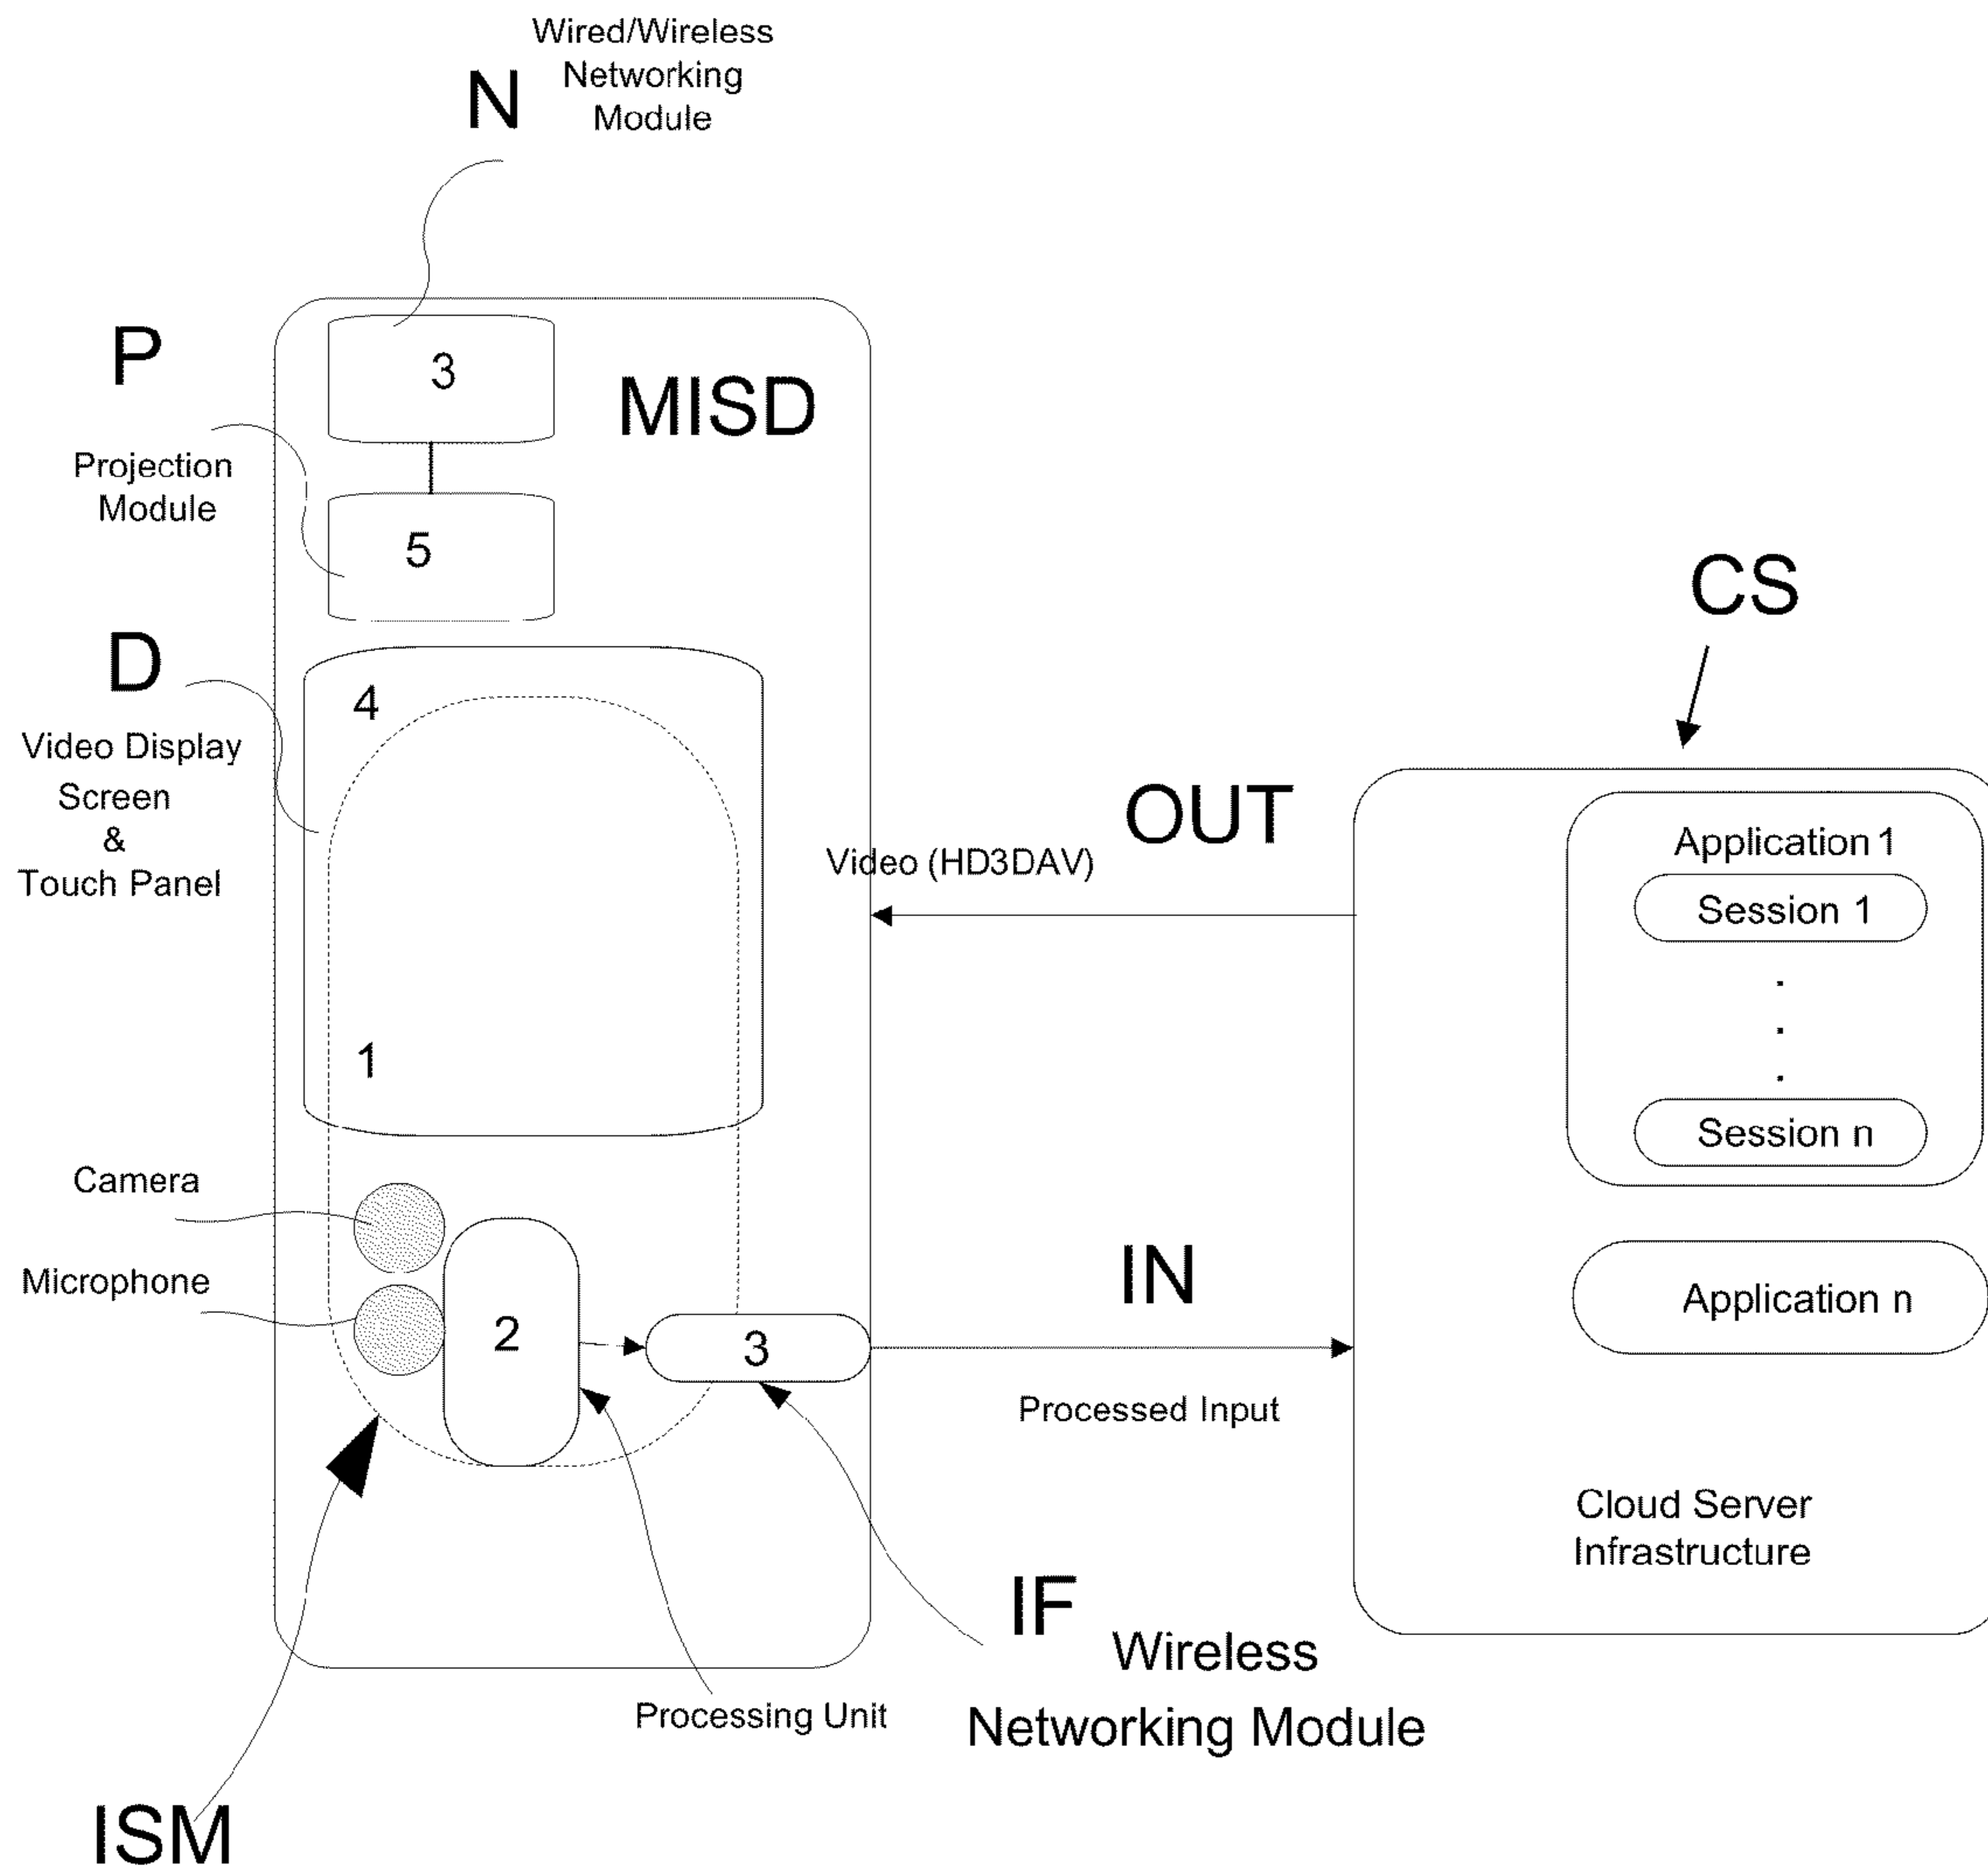 Wired/Wireless
Networking
Module
N
P
3
MISD
Projection
Module
5
CS
D
4
Video Display
Screen
&
Touch Panel
OUT
Video (HD3DAV)
Application 1
Session 1
.
.
.
Session n
1
Camera
Microphone
2
3
IN
Processed Input
Application n
Cloud Server
Infrastructure
IF
Wireless
Networking Module
Processing Unit
ISM